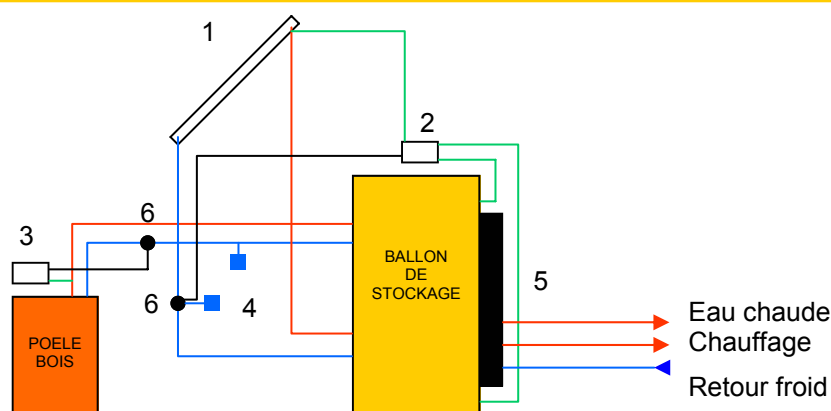 1
2
6
3
BALLON
DE
STOCKAGE
5
6
4
POELE
BOIS
Eau chaude
Chauffage
Retour froid